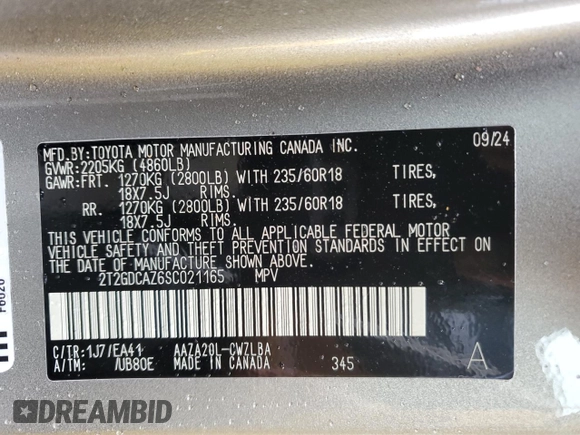 MFD.BY:TOYOTA MOTOR MANUFACTURING CANADA INC. 09/24
GVWR:2205KG (4860LB)
GAWR:FRT. 1270KG (2800LB) WITH 235/60R18 TIRES,
18X7.5J RIMS.
RR. 1270KG (2800LB) WITH 235/60R18 TIRES,
18X7.5J RIMS.
THIS VEHICLE CONFORMS TO ALL APPLICABLE FEDERAL MOTOR
VEHICLE SAFETY AND THEFT PREVENTION STANDARDS IN EFFECT
ON THE DATE OF MANUFACTURE SHOWN ABOVE.
2T2GDCAZ6SC021165 MPV
C/TR:1J7/EA41 AAZA20L-CWZLBA
A/TM: /UB80E MADE IN CANADA 345 A
DREAMBID